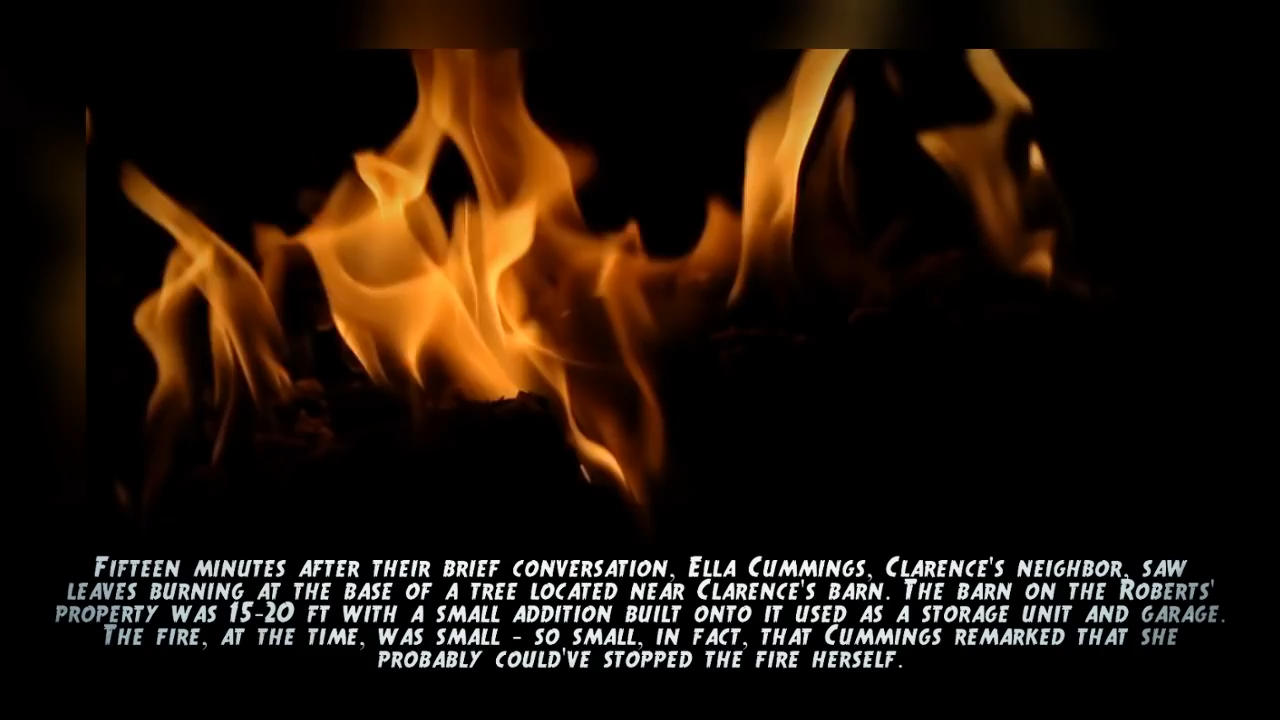 Fifteen minutes after their brief conversation, Ella Cummings, Clarence's neighbor, saw
leaves burning at the base of a tree located near Clarence's barn. The barn on the Roberts'
property was 15-20 ft with a small addition built onto it used as a storage unit and garage.
The fire, at the time, was small - so small, in fact, that Cummings remarked that she
probably could've stopped the fire herself.